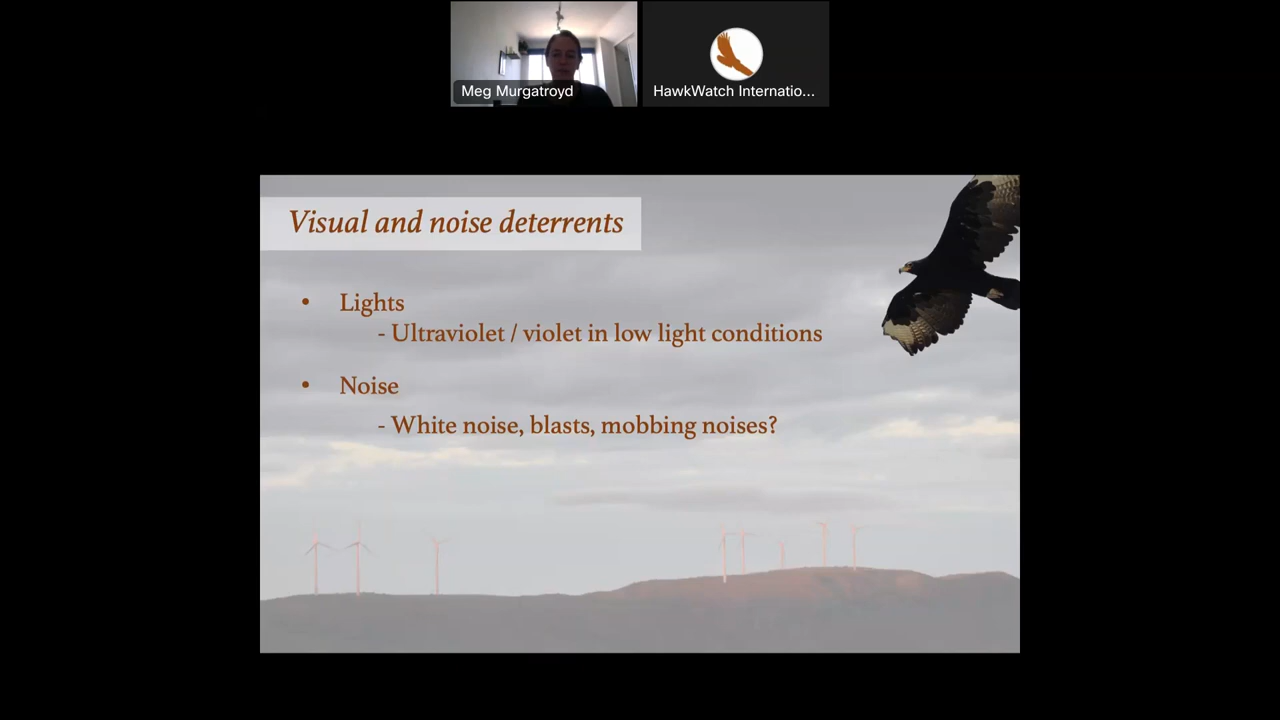 Meg Murgatroyd
HawkWatch Internatio...
Visual and noise deterrents
• Lights
- Ultraviolet / violet in low light conditions
• Noise
- White noise, blasts, mobbing noises?